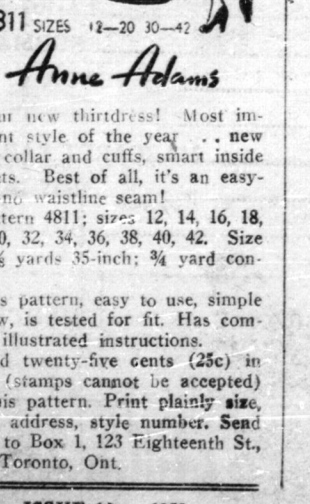 811 SIZES 12—20 30—42
Anne Adams
new thirtdress! Most im-
nt style of the year . . new
collar and cuffs, smart inside
ts. Best of all, it's an easy-
no waistline seam!
tern 4811; sizes 12, 14, 16, 18,
0, 32, 34, 36, 38, 40, 42. Size
yards 35-inch; ¾ yard con-
s pattern, easy to use, simple
w, is tested for fit. Has com-
illustrated instructions.
d twenty-five cents (25c) in
(stamps cannot be accepted)
is pattern. Print plainly size,
address, style number. Send
to Box 1, 123 Eighteenth St.,
Toronto, Ont.